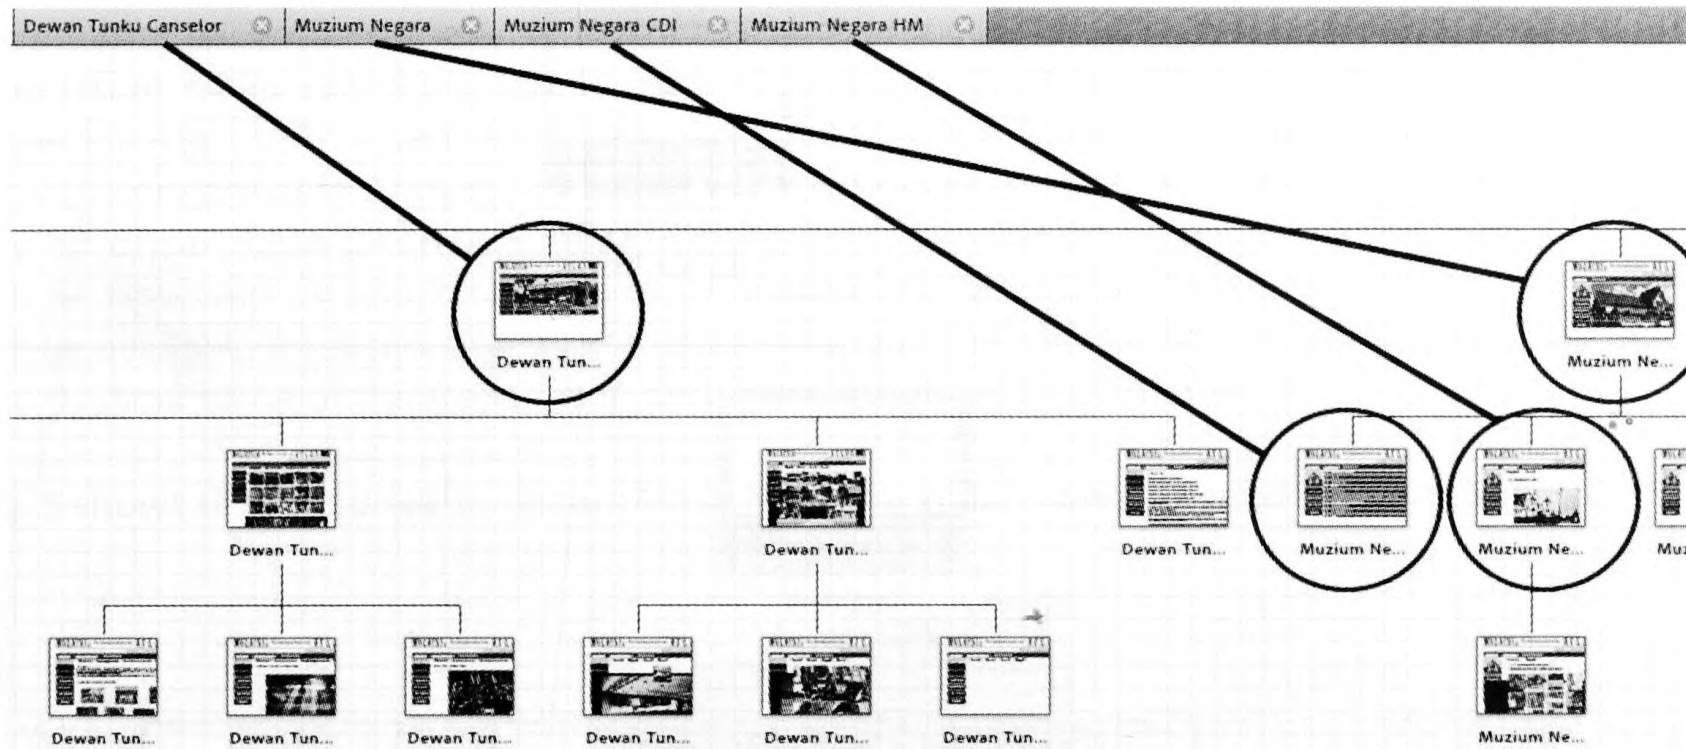 Dewan Tunku Canselor Muzium Negara Muzium Negara CDI Muzium Negara HM
Dewan Tun... Muzium Ne...
Dewan Tun... Dewan Tun... Dewan Tun... Muzium Ne... Muzium Ne... Muz
Dewan Tun... Dewan Tun... Dewan Tun... Dewan Tun... Dewan Tun... Dewan Tun... Muzium Ne...